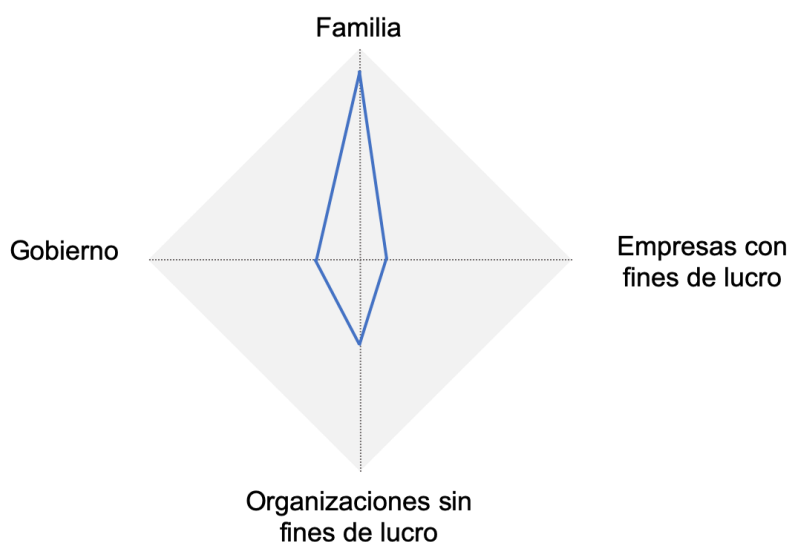 Familia
Gobierno
Empresas con
fines de lucro
Organizaciones sin
fines de lucro